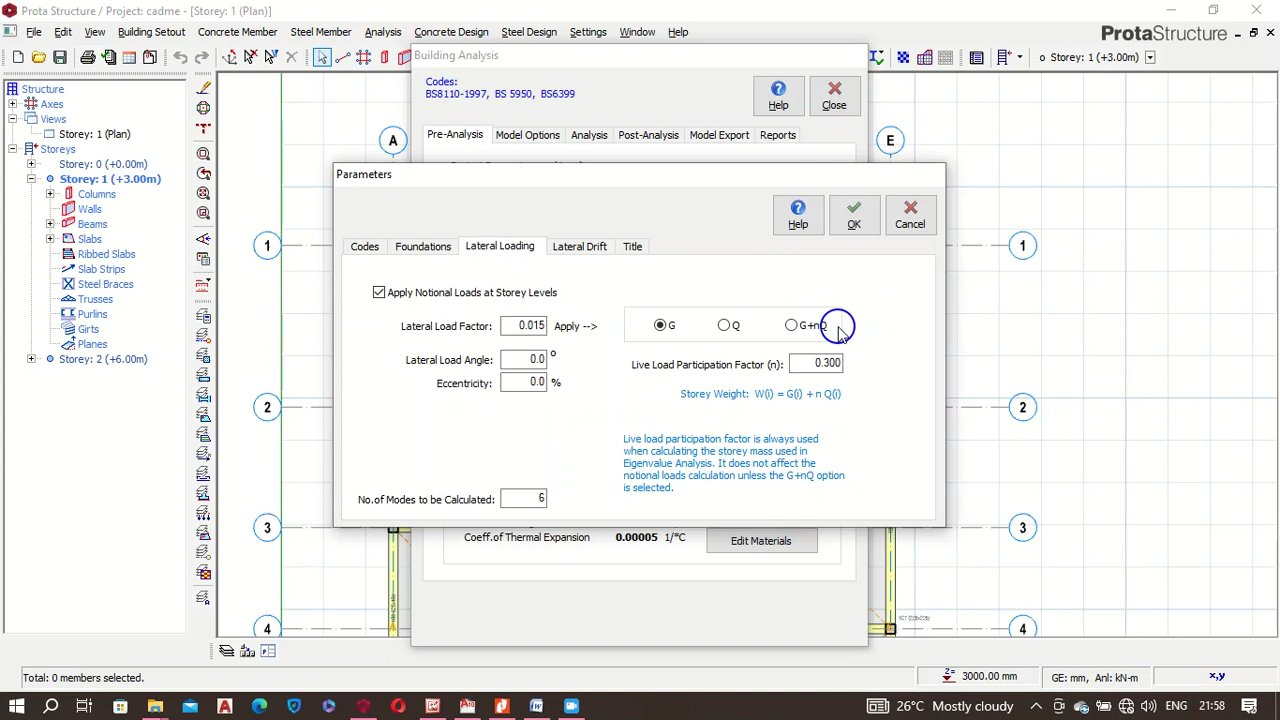 Prota Structure / Project: cadme - [Storey: 1 (Plan)]
File Edit View Building Setout Concrete Member Steel Member Analysis Concrete Design Steel Design Settings Window Help
ProtaStructure
Storey: 1 (+3.00m)
Structure
Axes
Views
Storey: 1 (Plan)
Storeys
Storey: 0 (+0.00m)
Storey: 1 (+3.00m)
Columns
Walls
Beams
Slabs
Ribbed Slabs
Slab Strips
Steel Braces
Trusses
Purlins
Girts
Planes
Storey: 2 (+6.00m)
A
E
1
1
2
2
3
3
4
4
Building Analysis
Codes:
BS8110-1997, BS 5950, BS6399
Help
Close
Pre-Analysis Model Options Analysis Post-Analysis Model Export Reports
Parameters
Help
OK
Cancel
Codes Foundations Lateral Loading Lateral Drift Title
Apply Notional Loads at Storey Levels
Lateral Load Factor: 0.015 Apply -->
G Q G+nQ
Lateral Load Angle: 0.0 °
Live Load Participation Factor (n): 0.300
Eccentricity: 0.0 %
Storey Weight: W(i) = G(i) + n Q(i)
Live load participation factor is always used
when calculating the storey mass used in
Eigenvalue Analysis. It does not affect the
notional loads calculation unless the G+nQ option
is selected.
No.of Modes to be Calculated: 6
Coeff.of Thermal Expansion 0.00005 1/°C
Edit Materials
Total: 0 members selected.
3000.00 mm
GE: mm, Anl: kN-m
x,y
26°C Mostly cloudy
ENG
21:58